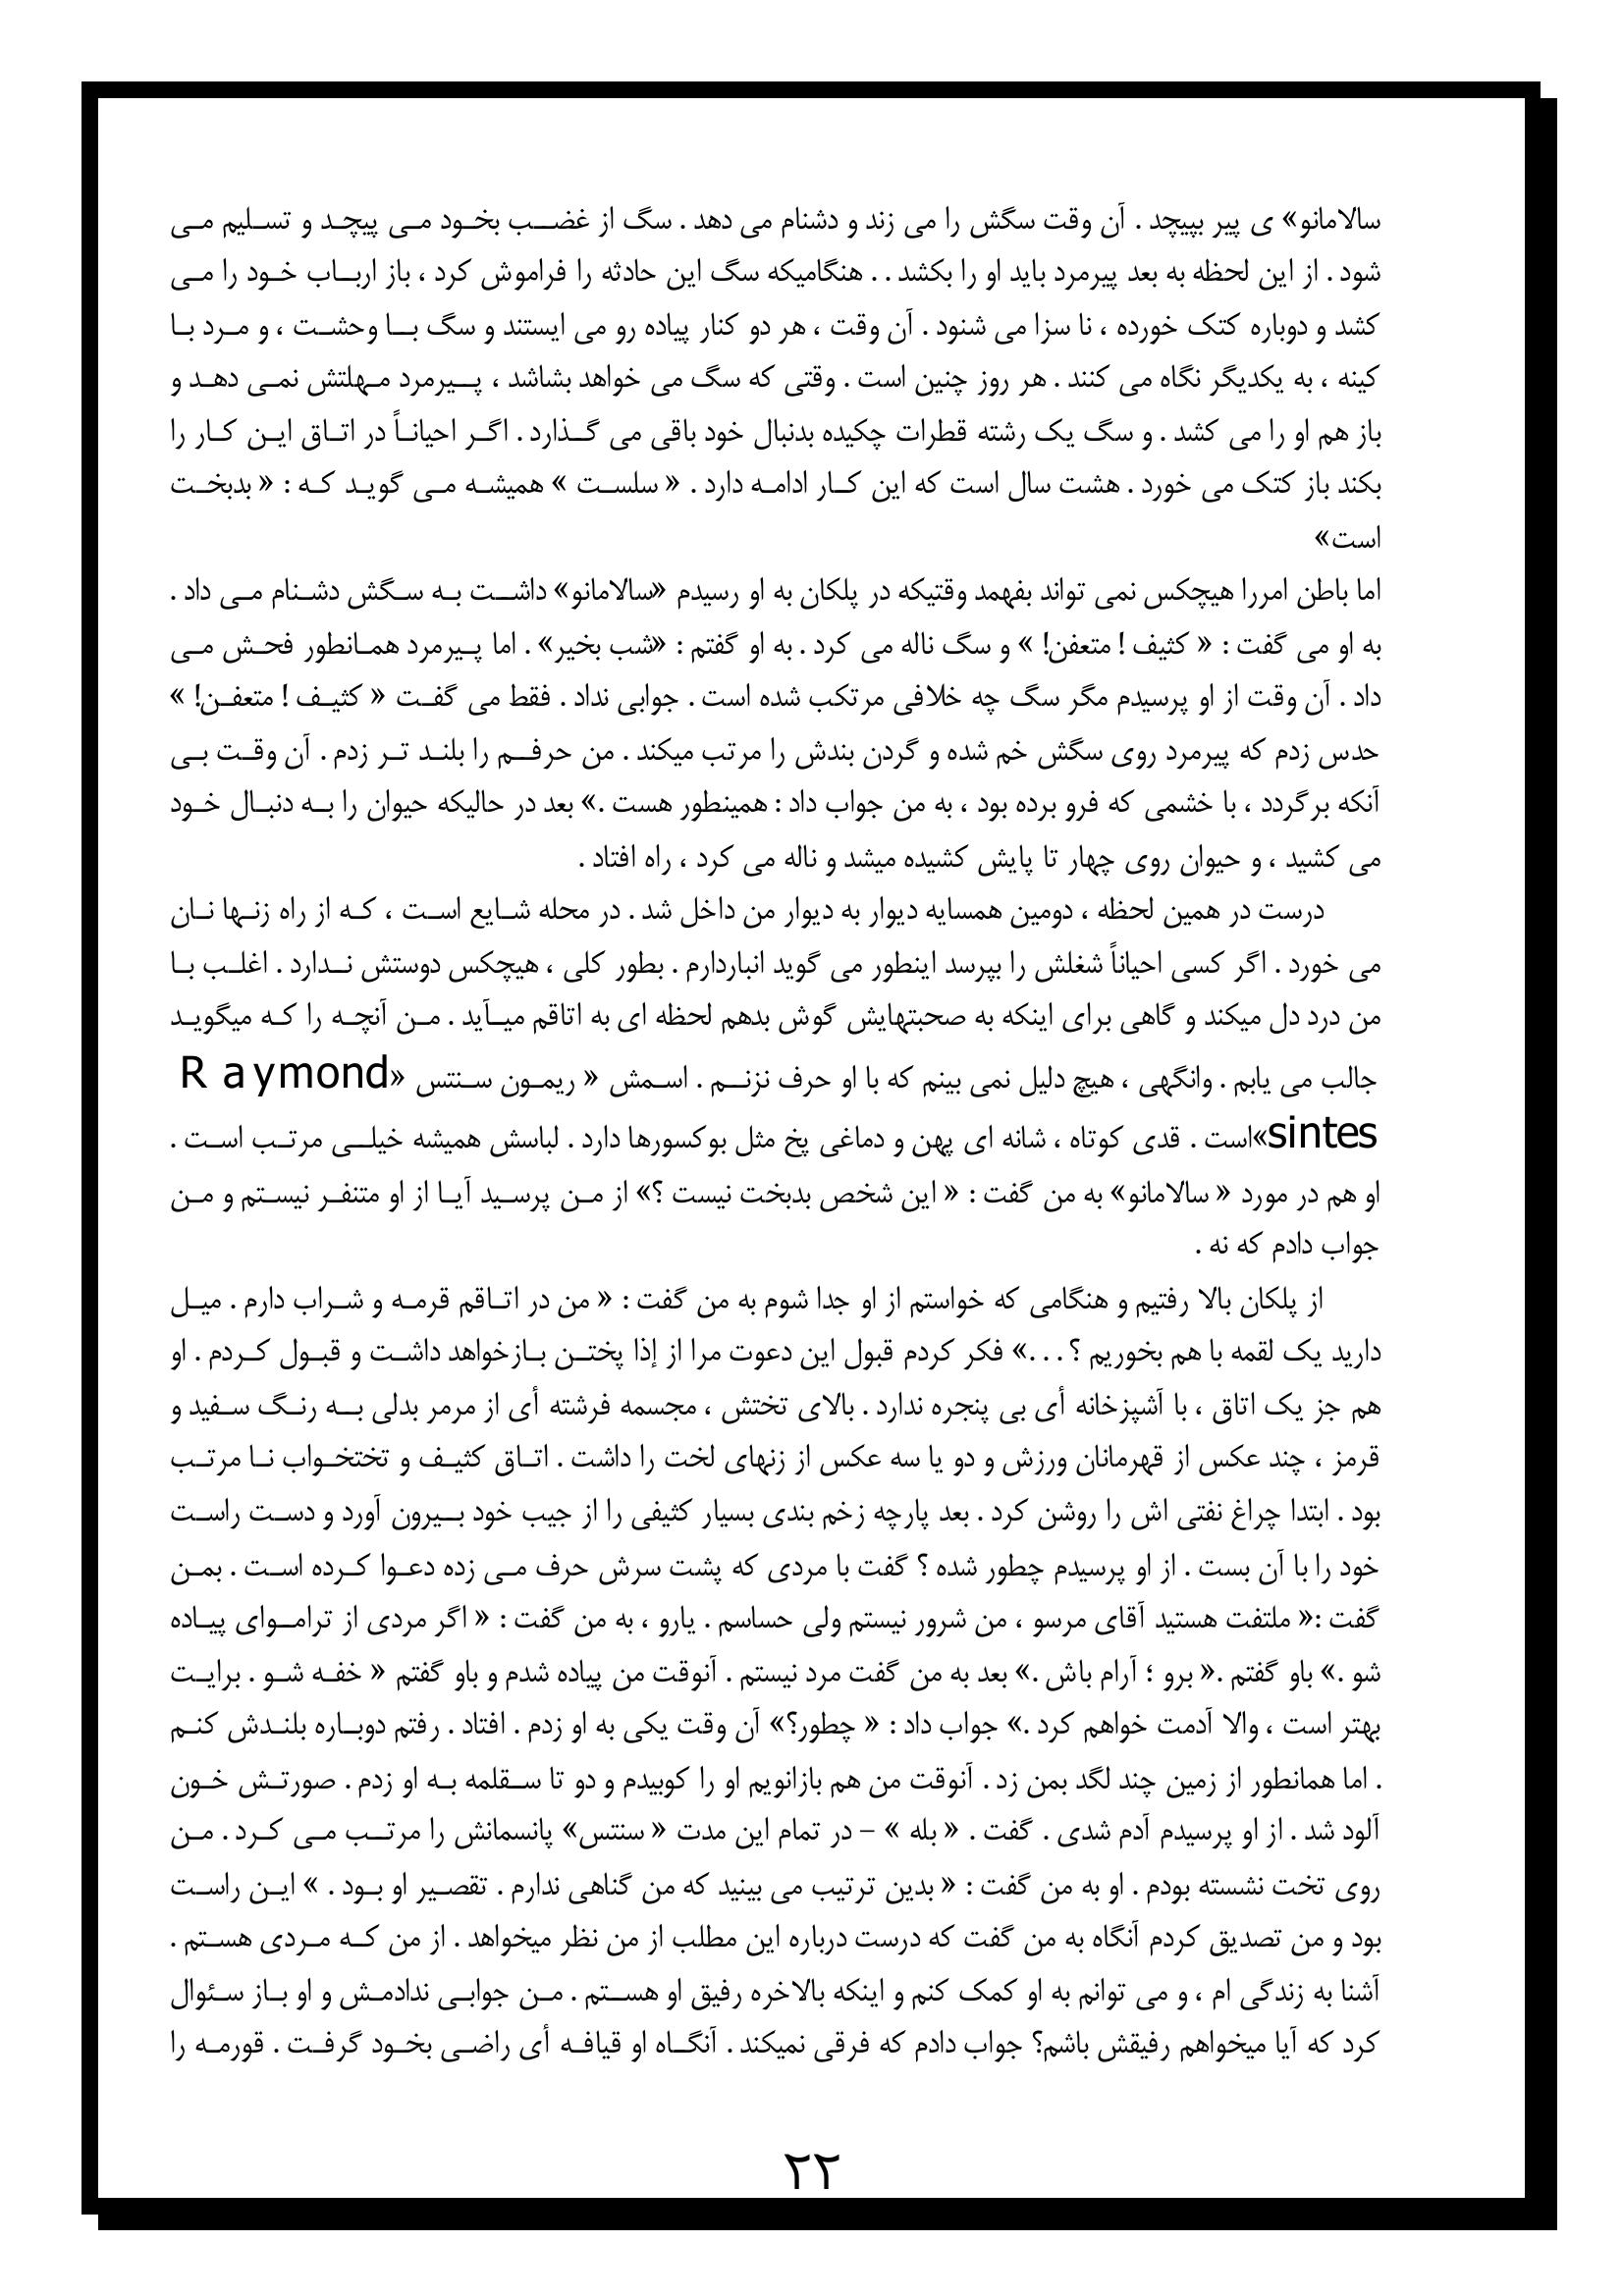 سالامانو» ی پیر بپیچد . آن وقت سگش را می زند و دشنام می دهد . سگ از غضب بخود می پیچد و تسلیم می
شود . از این لحظه به بعد پیرمرد باید او را بکشد . . هنگامیکه سگ این حادثه را فراموش کرد ، باز ارباب خود را می
کشد و دوباره کتک خورده ، نا سزا می شنود . آن وقت ، هر دو کنار پیاده رو می ایستند و سگ با وحشت ، و مرد با
کینه ، به یکدیگر نگاه می کنند . هر روز چنین است . وقتی که سگ می خواهد بشاشد ، پیرمرد مهلتش نمی دهد و
باز هم او را می کشد . و سگ یک رشته قطرات چکیده بدنبال خود باقی می گذارد . اگر احیاناً در اتاق این کار را
بکند باز کتک می خورد . هشت سال است که این کار ادامه دارد . « سلست » همیشه می گوید که : « بدبخت
است»
اما باطن امررا هیچکس نمی تواند بفهمد وقتیکه در پلکان به او رسیدم «سالامانو» داشت به سگش دشنام می داد .
به او می گفت : « کثیف ! متعفن! » و سگ ناله می کرد . به او گفتم : «شب بخیر» . اما پیرمرد همانطور فحش می
داد . آن وقت از او پرسیدم مگر سگ چه خلافی مرتکب شده است . جوابی نداد . فقط می گفت « کثیف ! متعفن! »
حدس زدم که پیرمرد روی سگش خم شده و گردن بندش را مرتب میکند . من حرفم را بلند تر زدم . آن وقت بی
آنکه برگردد ، با خشمی که فرو برده بود ، به من جواب داد : همینطور هست .» بعد در حالیکه حیوان را به دنبال خود
می کشید ، و حیوان روی چهار تا پایش کشیده میشد و ناله می کرد ، راه افتاد .
درست در همین لحظه ، دومین همسایه دیوار به دیوار من داخل شد . در محله شایع است ، که از راه زنها نان
می خورد . اگر کسی احیاناً شغلش را بپرسد اینطور می گوید انباردارم . بطور کلی ، هیچکس دوستش ندارد . اغلب با
من درد دل میکند و گاهی برای اینکه به صحبتهایش گوش بدهم لحظه ای به اتاقم میآید . من آنچه را که میگوید
جالب می یابم . وانگهی ، هیچ دلیل نمی بینم که با او حرف نزنم . اسمش « ریمون سنتس «Raymond
sintes»است . قدی کوتاه ، شانه ای پهن و دماغی پخ مثل بوکسورها دارد . لباسش همیشه خیلی مرتب است .
او هم در مورد « سالامانو» به من گفت : « این شخص بدبخت نیست ؟» از من پرسید آیا از او متنفر نیستم و من
جواب دادم که نه .
از پلکان بالا رفتیم و هنگامی که خواستم از او جدا شوم به من گفت : « من در اتاقم قرمه و شراب دارم . میل
دارید یک لقمه با هم بخوریم ؟ . . .» فکر کردم قبول این دعوت مرا از إذا پختن بازخواهد داشت و قبول کردم . او
هم جز یک اتاق ، با آشپزخانه أی بی پنجره ندارد . بالای تختش ، مجسمه فرشته أی از مرمر بدلی به رنگ سفید و
قرمز ، چند عکس از قهرمانان ورزش و دو یا سه عکس از زنهای لخت را داشت . اتاق کثیف و تختخواب نا مرتب
بود . ابتدا چراغ نفتی اش را روشن کرد . بعد پارچه زخم بندی بسیار کثیفی را از جیب خود بیرون آورد و دست راست
خود را با آن بست . از او پرسیدم چطور شده ؟ گفت با مردی که پشت سرش حرف می زده دعوا کرده است . بمن
گفت :« ملتفت هستید آقای مرسو ، من شرور نیستم ولی حساسم . یارو ، به من گفت : « اگر مردی از تراموای پیاده
شو .» باو گفتم .« برو ؛ آرام باش .» بعد به من گفت مرد نیستم . آنوقت من پیاده شدم و باو گفتم « خفه شو . برایت
بهتر است ، والا آدمت خواهم کرد .» جواب داد : « چطور؟» آن وقت یکی به او زدم . افتاد . رفتم دوباره بلندش کنم
. اما همانطور از زمین چند لگد بمن زد . آنوقت من هم بازانویم او را کوبیدم و دو تا سقلمه به او زدم . صورتش خون
آلود شد . از او پرسیدم آدم شدی . گفت . « بله » – در تمام این مدت « سنتس» پانسمانش را مرتب می کرد . من
روی تخت نشسته بودم . او به من گفت : « بدین ترتیب می بینید که من گناهی ندارم . تقصیر او بود . » این راست
بود و من تصدیق کردم آنگاه به من گفت که درست درباره این مطلب از من نظر میخواهد . از من که مردی هستم .
آشنا به زندگی ام ، و می توانم به او کمک کنم و اینکه بالاخره رفیق او هستم . من جوابی ندادمش و او باز سئوال
کرد که آیا میخواهم رفیقش باشم؟ جواب دادم که فرقی نمیکند . آنگاه او قیافه أی راضی بخود گرفت . قورمه را
۲۲